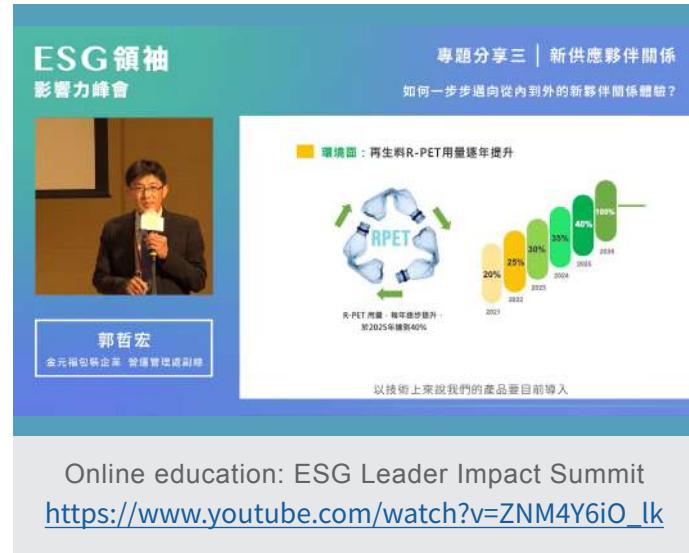 ESG領袖
影響力峰會
專題分享三 | 新供應夥伴關係
如何一步步邁向從內到外的新夥伴關係體驗?
環境面：再生料R-PET用量逐年提升
RPET
R-PET 用量，每年逐步提升，
於2025年達到40%
20%
25%
30%
35%
40%
100%
2021
2022
2023
2024
2025
郭哲宏
金元福包裝企業 營運管理處副總
以技術上來說我們的產品要目前導入
Online education: ESG Leader Impact Summit
https://www.youtube.com/watch?v=ZNM4Y6iO_lk